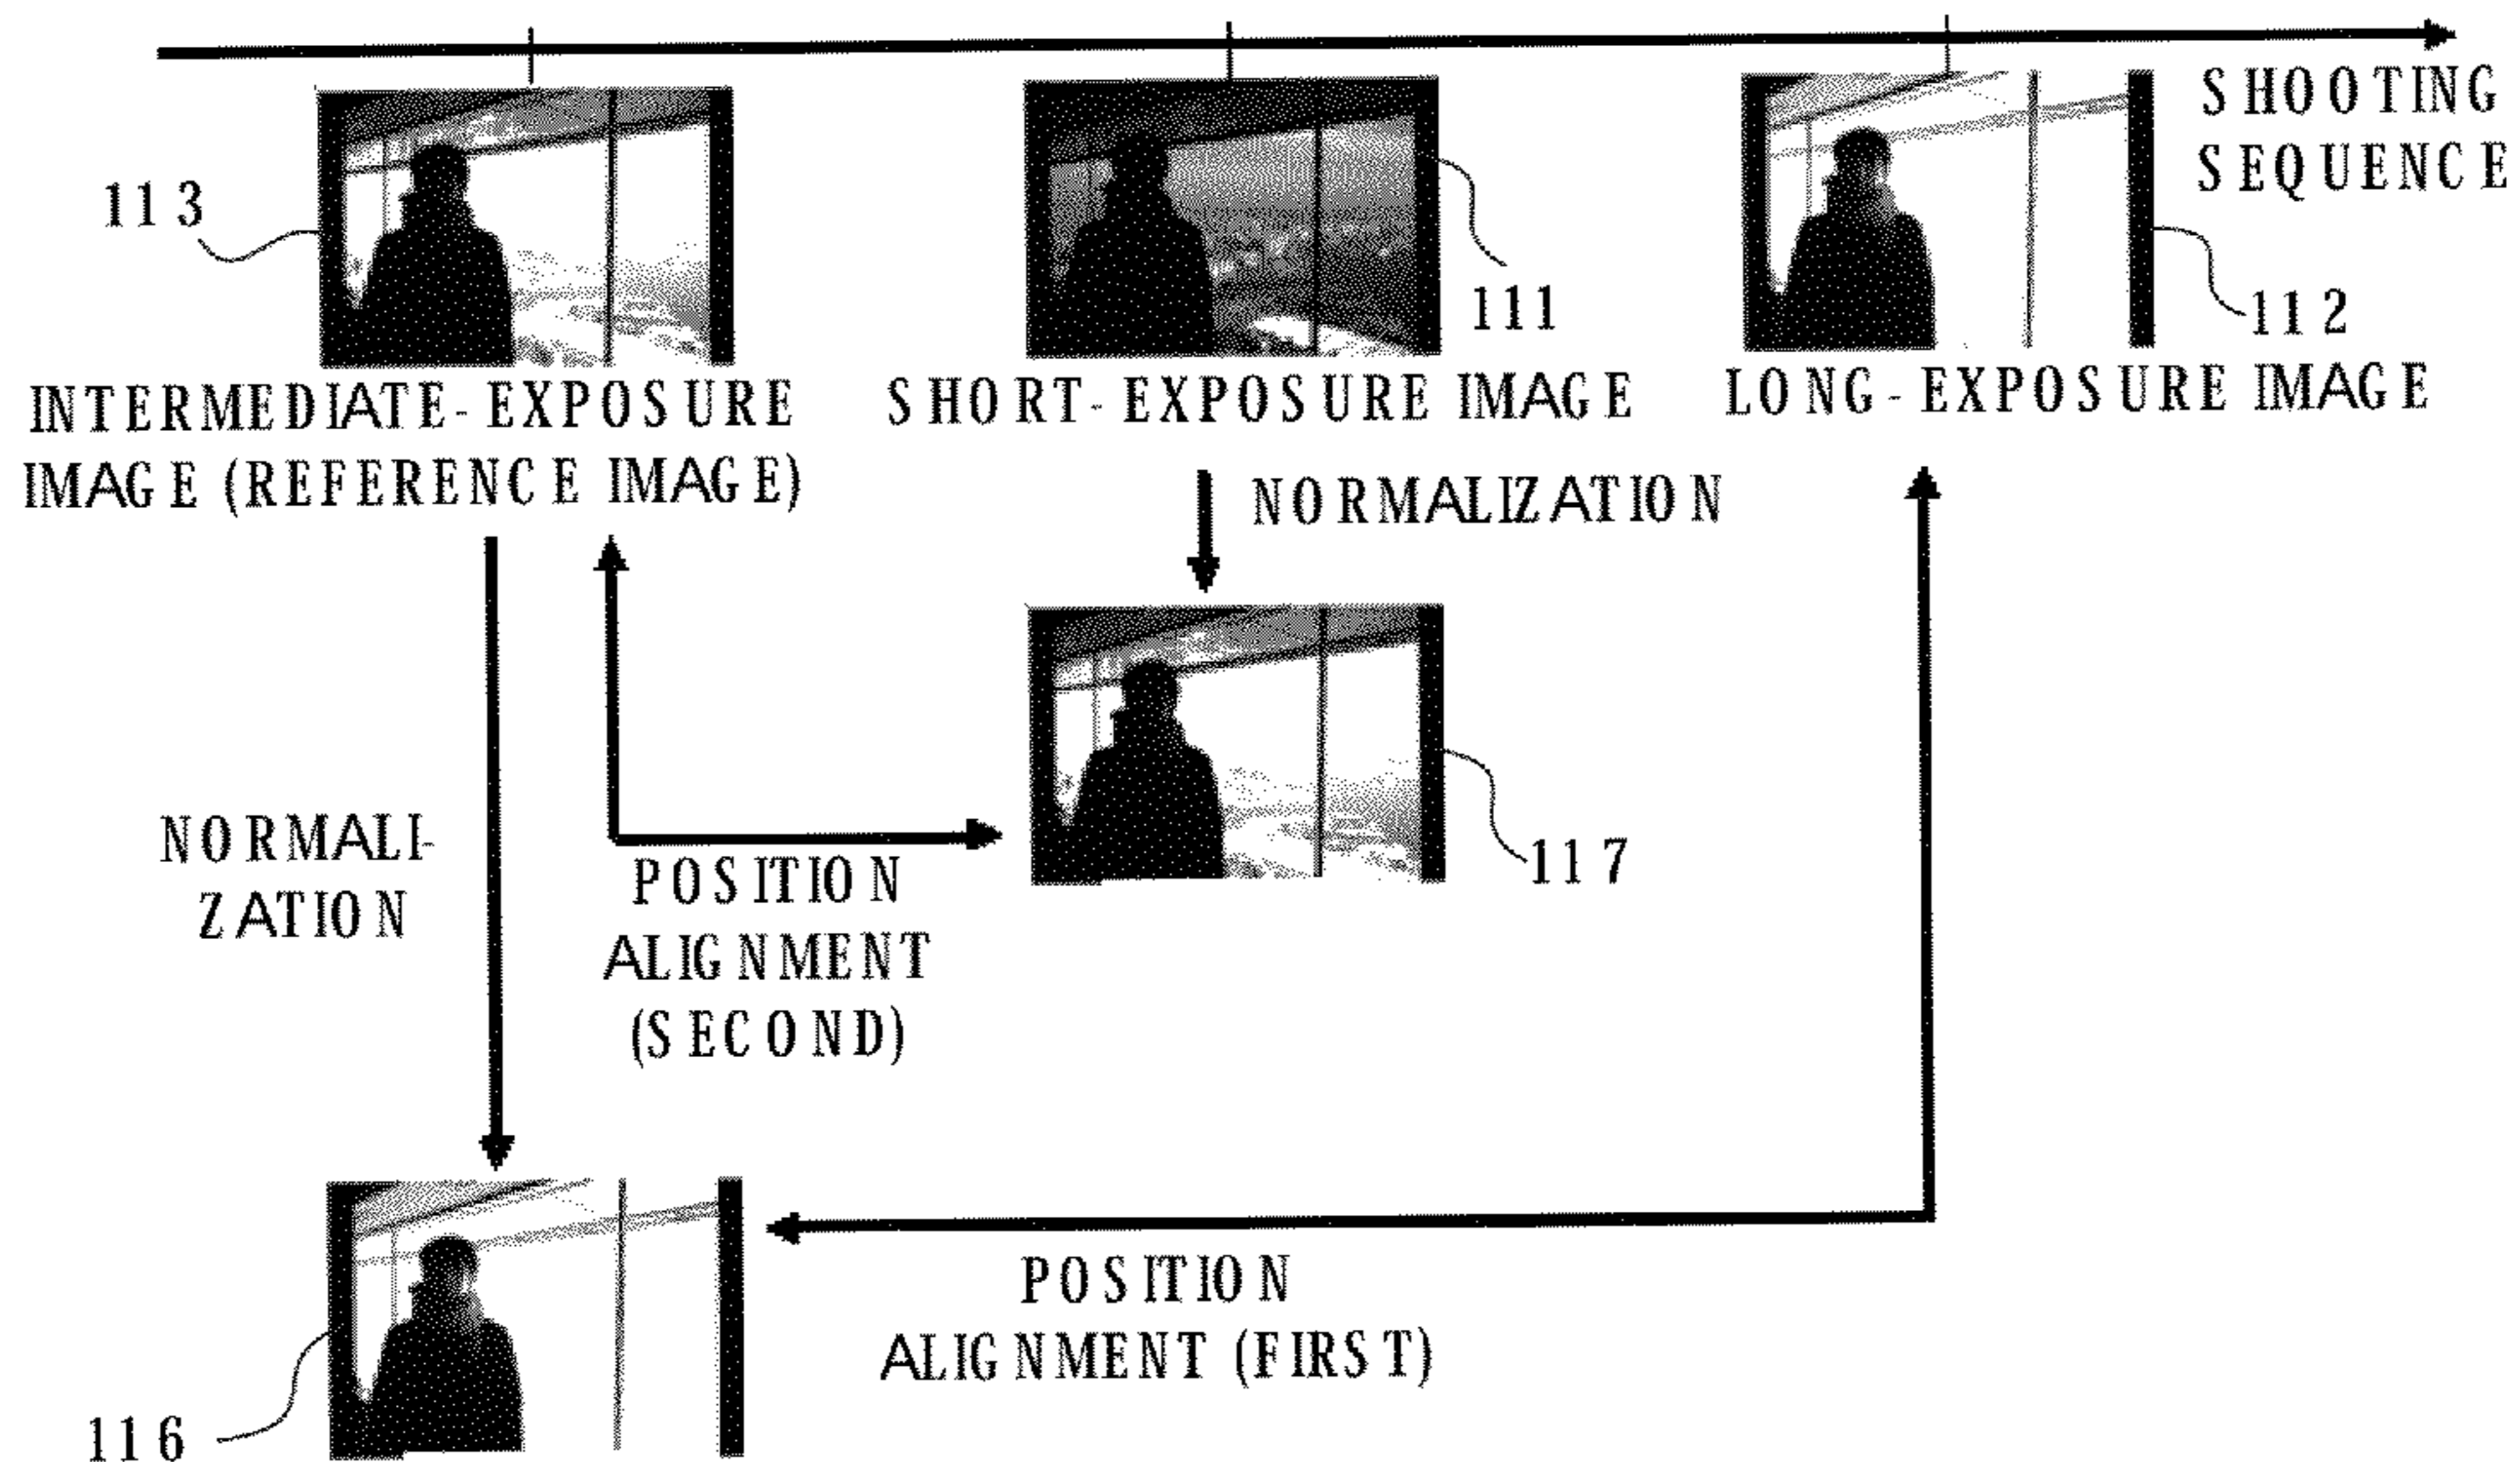 SHOOTING
SEQUENCE
113
111
112
INTERMEDIATE-EXPOSURE
IMAGE (REFERENCE IMAGE)
SHORT-EXPOSURE IMAGE
LONG-EXPOSURE IMAGE
NORMALIZATION
117
NORMALI-
ZATION
POSITION
ALIGNMENT
(SECOND)
POSITION
ALIGNMENT (FIRST)
116